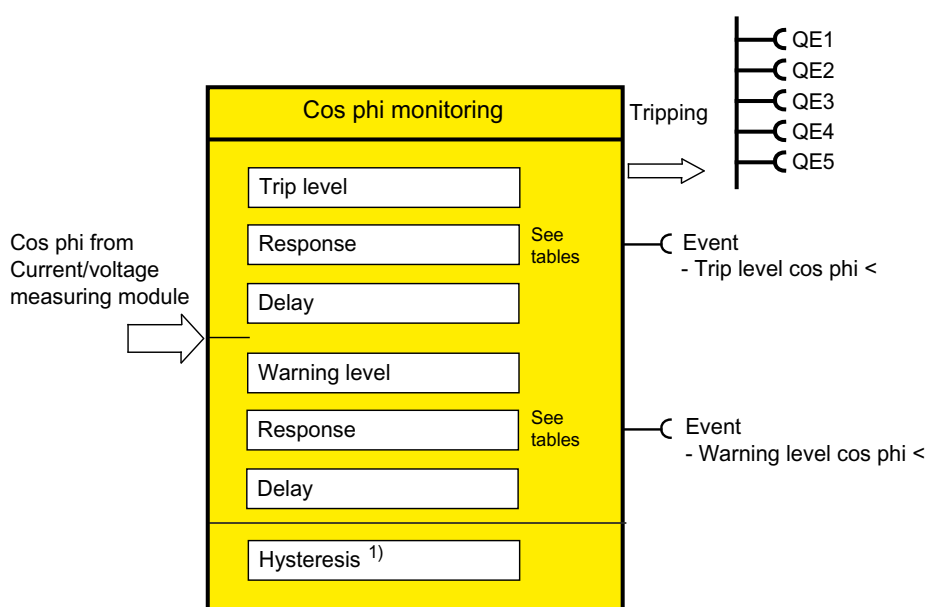 Cos phi monitoring
Tripping
QE1
QE2
QE3
QE4
QE5
Trip level
Response
See
tables
Delay
Event
- Trip level cos phi <
Cos phi from
Current/voltage
measuring module
Warning level
Response
See
tables
Delay
Event
- Warning level cos phi <
Hysteresis 1)